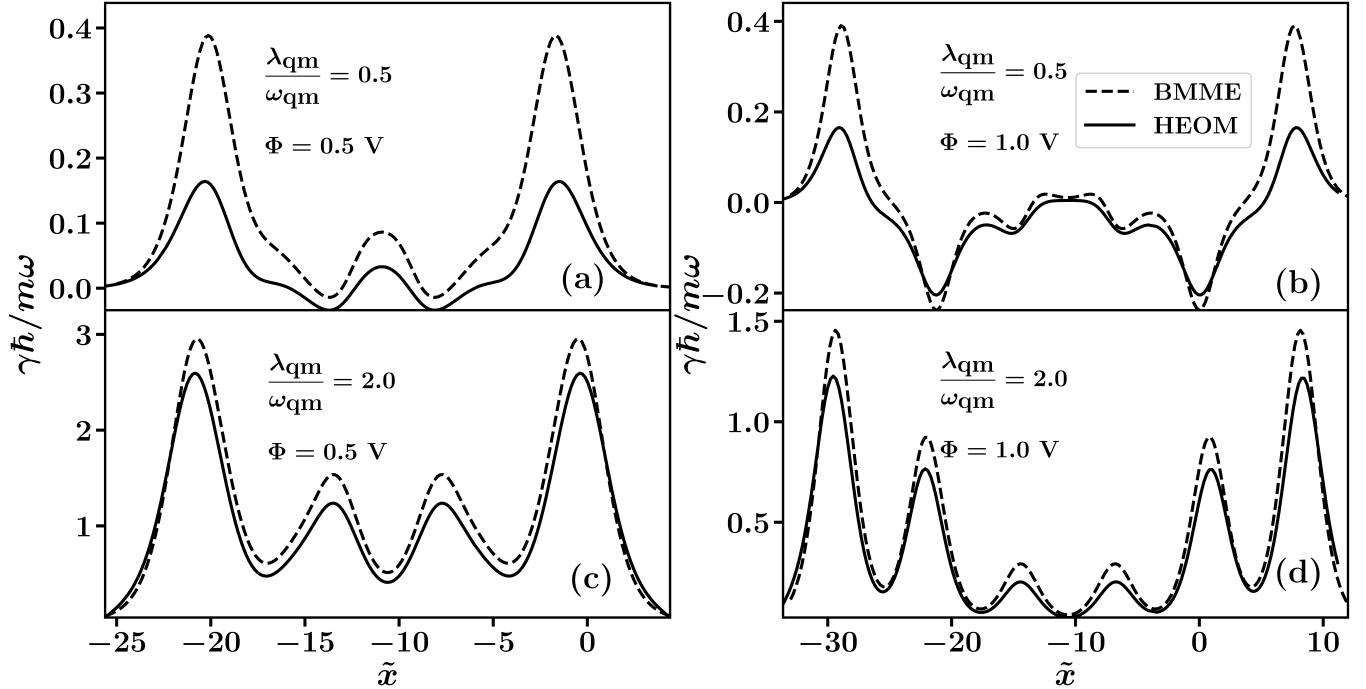 0.4
0.3
0.2
0.1
0.0
λqm
ωqm = 0.5
Φ = 0.5 V
(a)
0.4
0.2
0.0
−0.2
λqm
ωqm = 0.5
Φ = 1.0 V
BMME
HEOM
(b)
γħ/mω
γħ/mω
3
2
1
λqm
ωqm = 2.0
Φ = 0.5 V
(c)
1.5
1.0
0.5
λqm
ωqm = 2.0
Φ = 1.0 V
(d)
−25 −20 −15 −10 −5 0
x̃
−30 −20 −10 0 10
x̃